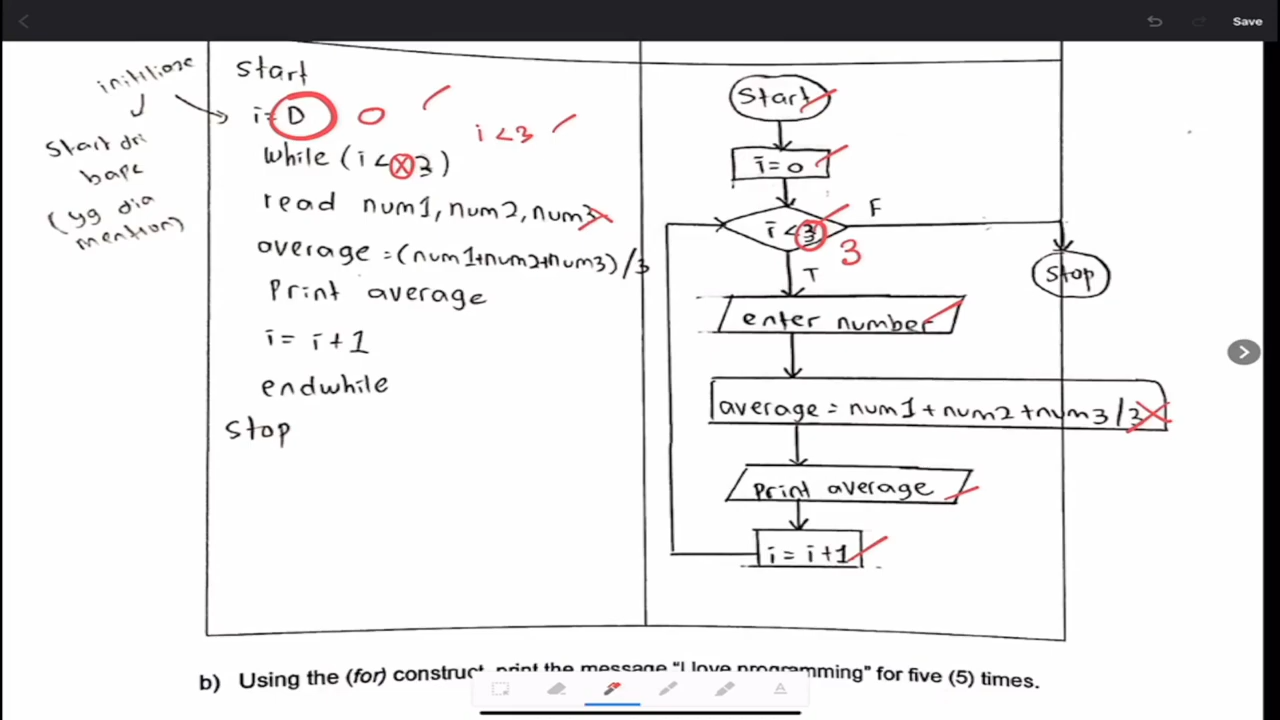 Save
initiliase
start dri
bape
(yg dia
mention)
start
i= D 0
i<3
while (i < 3)
read num1, num2, num3
average = (num1+num2+num3)/3
Print average
i= i+1
endwhile
stop
Start
i=0
i <3
3
F
T
Stop
enter number
average = num1 + num2 + num3 /3
print average
i = i+1
b) Using the (for) construct, print the message "I love programming" for five (5) times.